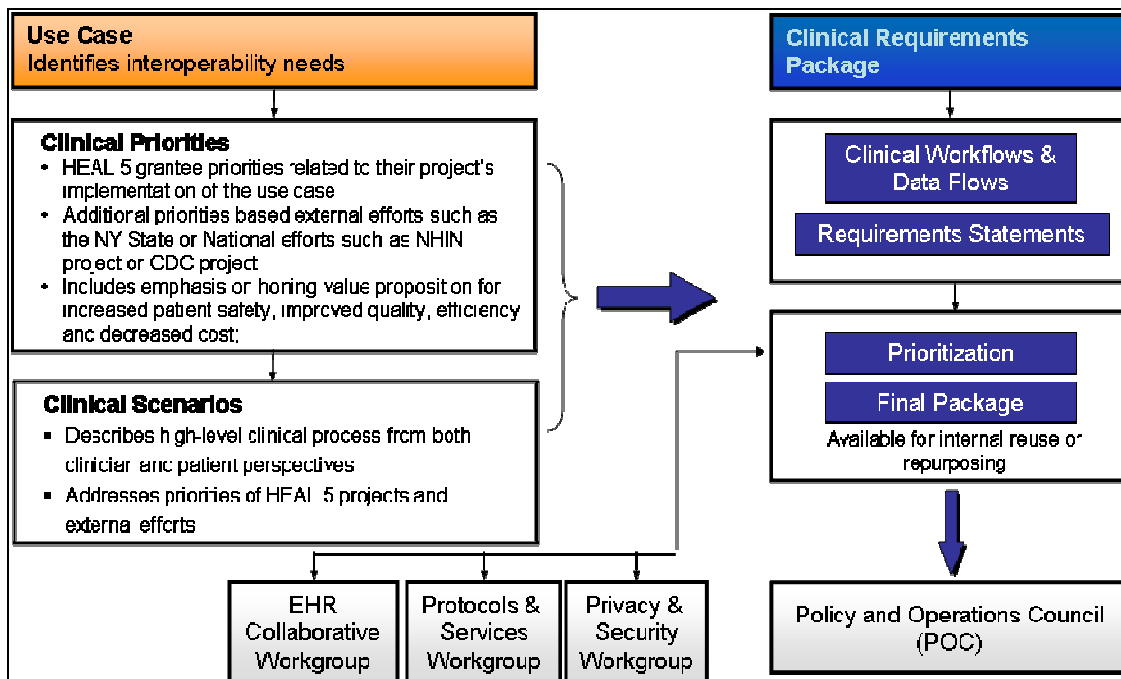 Use Case
Identifies interoperability needs
Clinical Priorities
• HEAL 5 grantee priorities related to their project's
implementation of the use case
• Additional priorities based external efforts such as
the NY State or National efforts such as NHIN
project or CDC project
• Includes emphasis on honing value proposition for
increased patient safety, improved quality, efficiency
and decreased cost;
Clinical Scenarios
▪ Describes high-level clinical process from both
clinician and patient perspectives
▪ Addresses priorities of HEAL 5 projects and
external efforts
EHR
Collaborative
Workgroup
Protocols &
Services
Workgroup
Privacy &
Security
Workgroup
Clinical Requirements
Package
Clinical Workflows &
Data Flows
Requirements Statements
Prioritization
Final Package
Available for internal reuse or
repurposing
Policy and Operations Council
(POC)